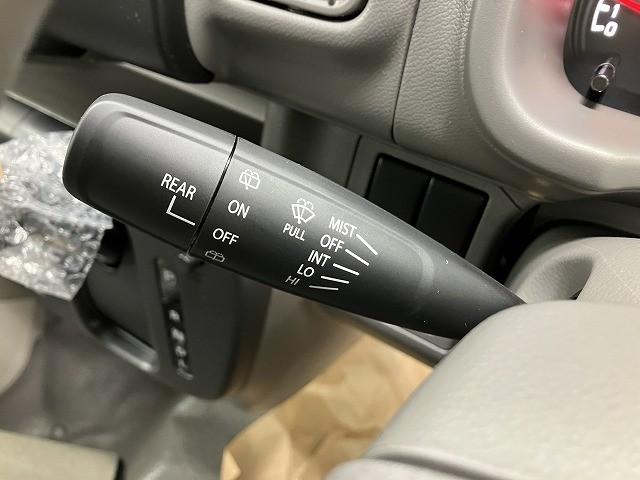 REAR
ON
OFF
PULL
MIST
OFF
INT
LO
HI